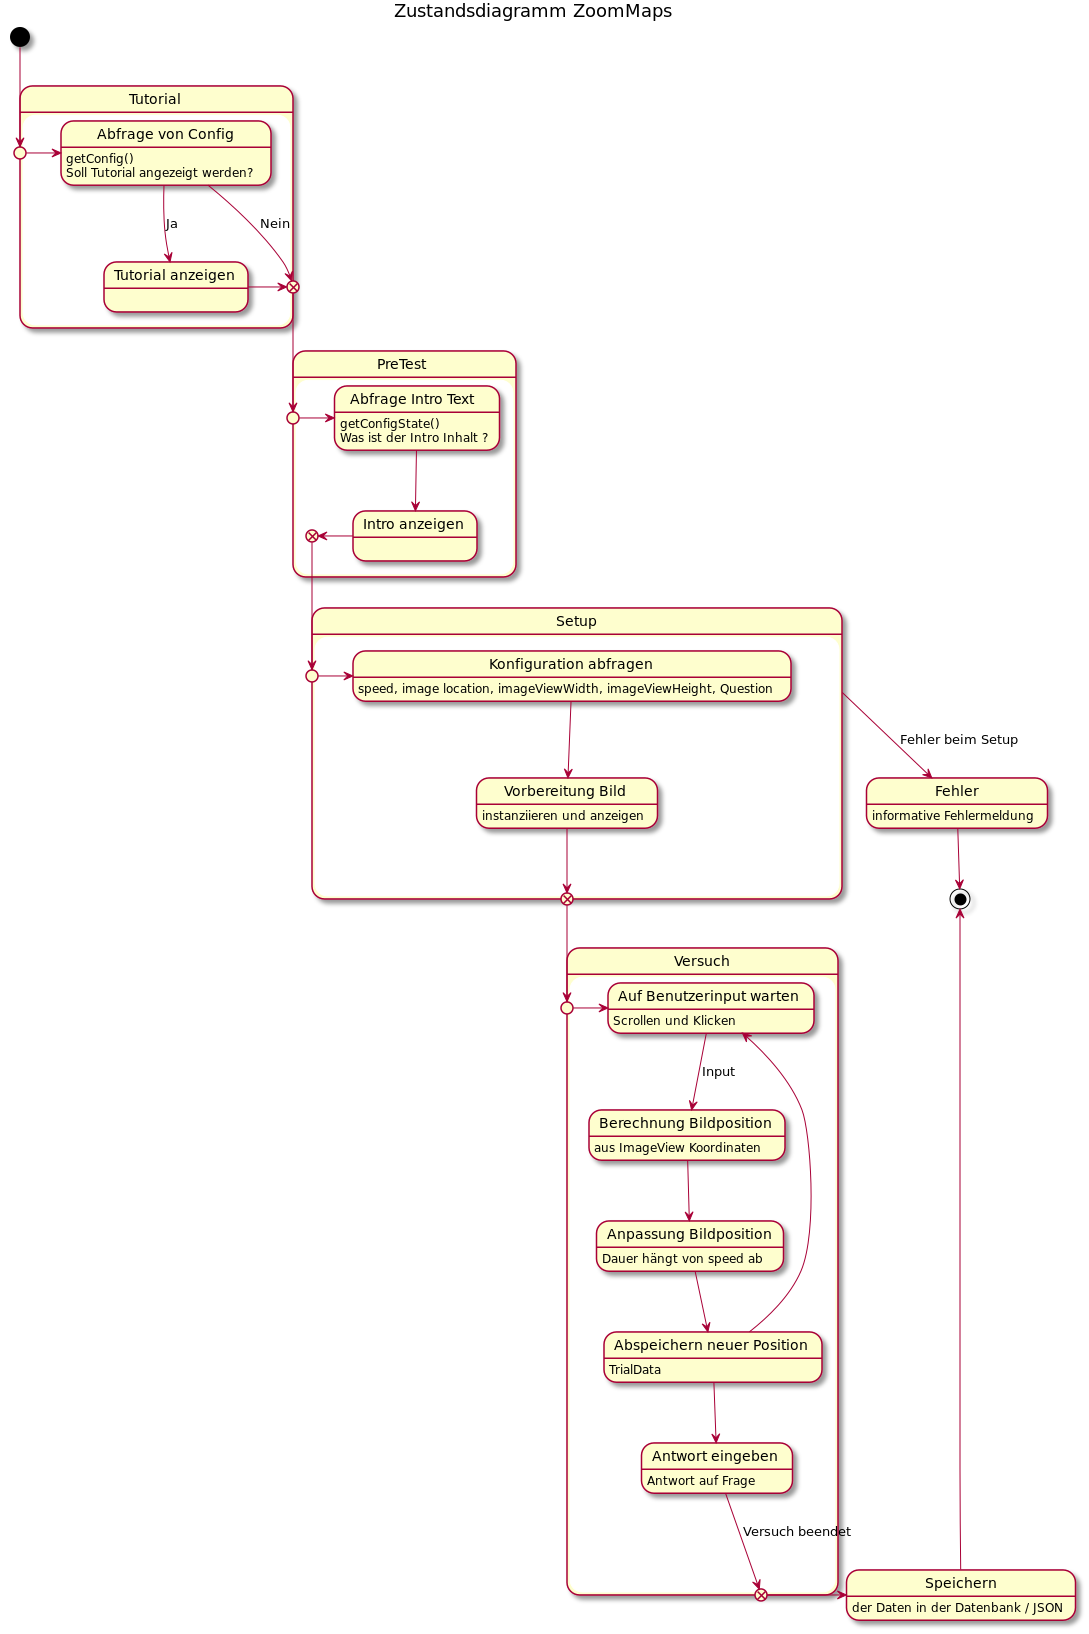 Zustandsdiagramm ZoomMaps
Tutorial
Abfrage von Config
getConfig()
Soll Tutorial angezeigt werden?
Ja
Nein
Tutorial anzeigen
PreTest
Abfrage Intro Text
getConfigState()
Was ist der Intro Inhalt ?
Intro anzeigen
Setup
Konfiguration abfragen
speed, image location, imageViewWidth, imageViewHeight, Question
Fehler beim Setup
Vorbereitung Bild
instanziieren und anzeigen
Fehler
informative Fehlermeldung
Versuch
Auf Benutzerinput warten
Scrollen und Klicken
Input
Berechnung Bildposition
aus ImageView Koordinaten
Anpassung Bildposition
Dauer hängt von speed ab
Abspeichern neuer Position
TrialData
Antwort eingeben
Antwort auf Frage
Versuch beendet
Speichern
der Daten in der Datenbank / JSON